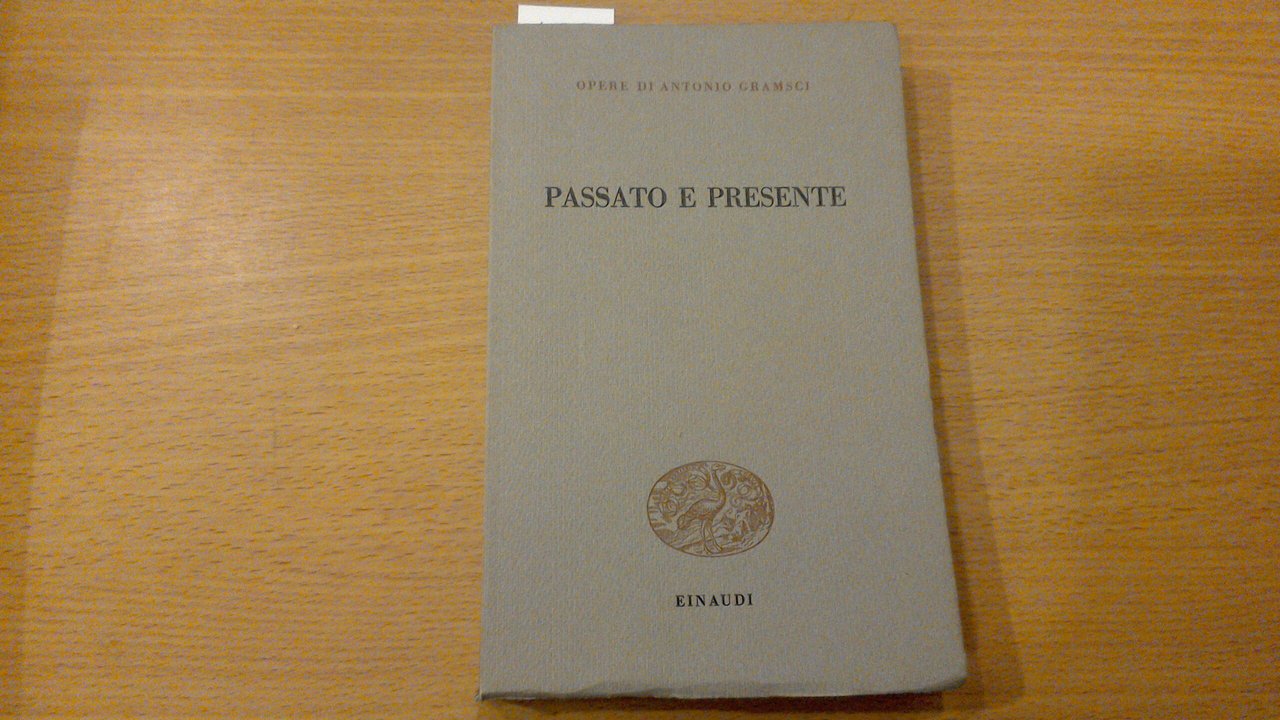 OPERE DI ANTONIO GRAMSCI
PASSATO E PRESENTE
EINAUDI